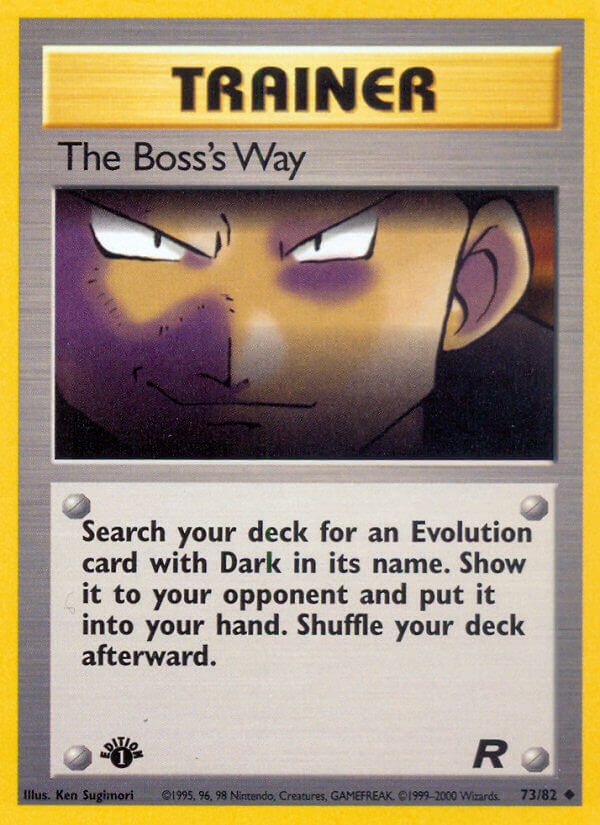 TRAINER
The Boss's Way
Search your deck for an Evolution
card with Dark in its name. Show
it to your opponent and put it
into your hand. Shuffle your deck
afterward.
EDITION
1
R
Illus. Ken Sugimori ©1995, 96, 98 Nintendo, Creatures, GAMEFREAK. ©1999-2000 Wizards. 73/82